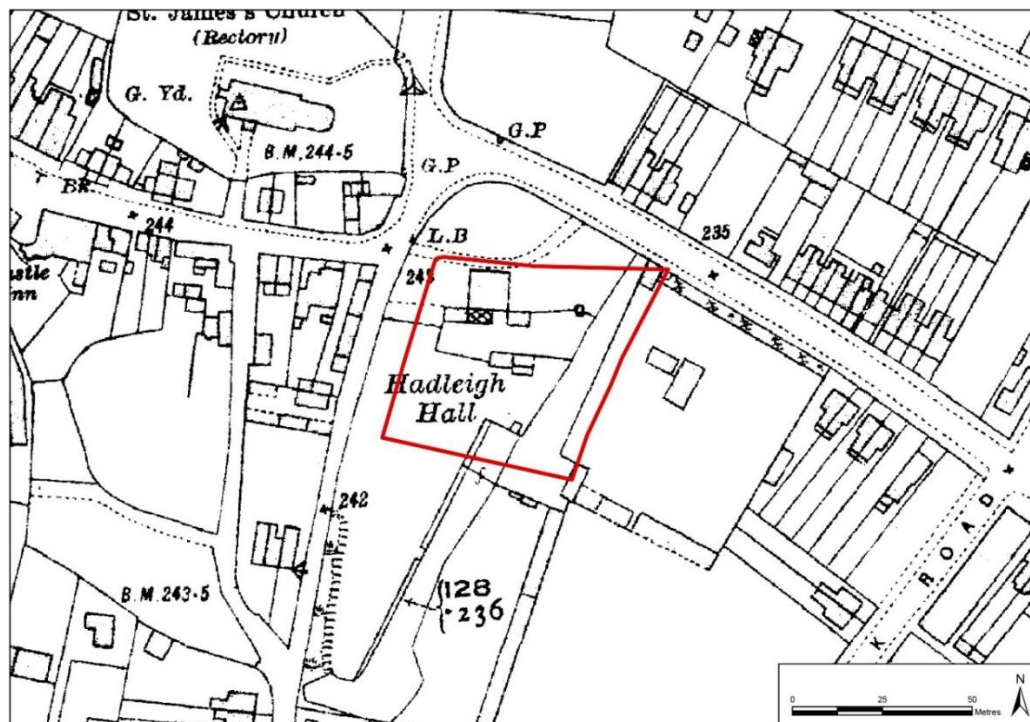 St. James's Church
(Rectory)
G. Yd.
B.M. 244·5
G.P
G.P
BR
244
L.B
235
Hadleigh
Hall
242
{128
·236
B.M. 243·5
ROAD
N
0 25 50
Metres